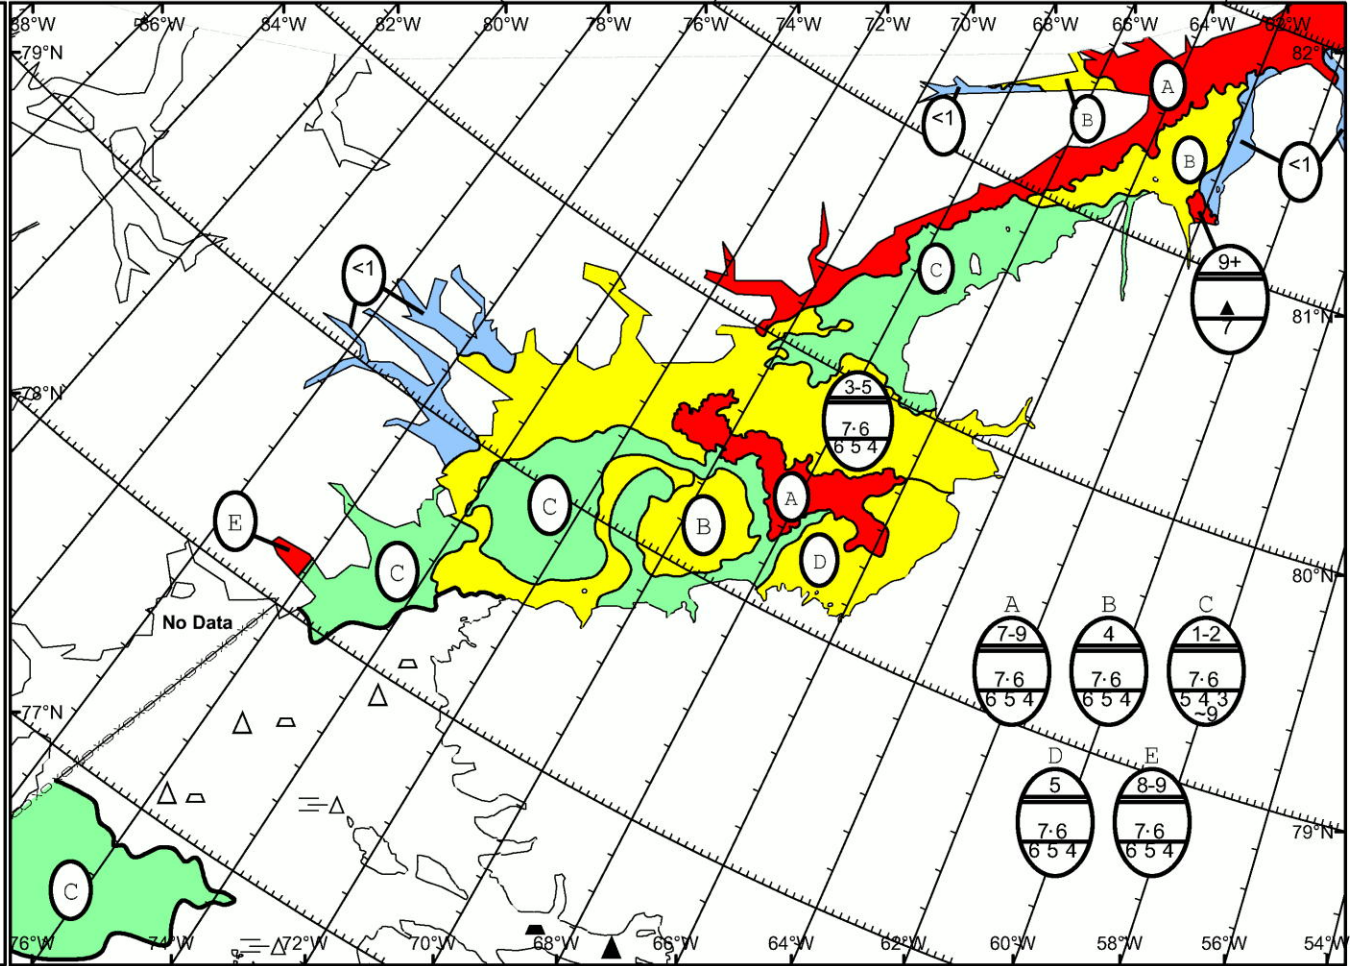 88°W 86°W 84°W 82°W 80°W 78°W 76°W 74°W 72°W 70°W 68°W 66°W 64°W 62°W
79°N 82°N
A
<1
B
B
<1
9+
7
<1
C
81°N
78°N
3-5
7·6
6 5 4
E
C
B
A
D
C
80°N
No Data
A B C
7-9 4 1-2
7·6 7·6 7·6
6 5 4 6 5 4 5 4 3
~9
77°N
D E
5 8-9
7·6 7·6
6 5 4 6 5 4
79°N
C
76°W 74°W 72°W 70°W 68°W 66°W 64°W 62°W 60°W 58°W 56°W 54°W